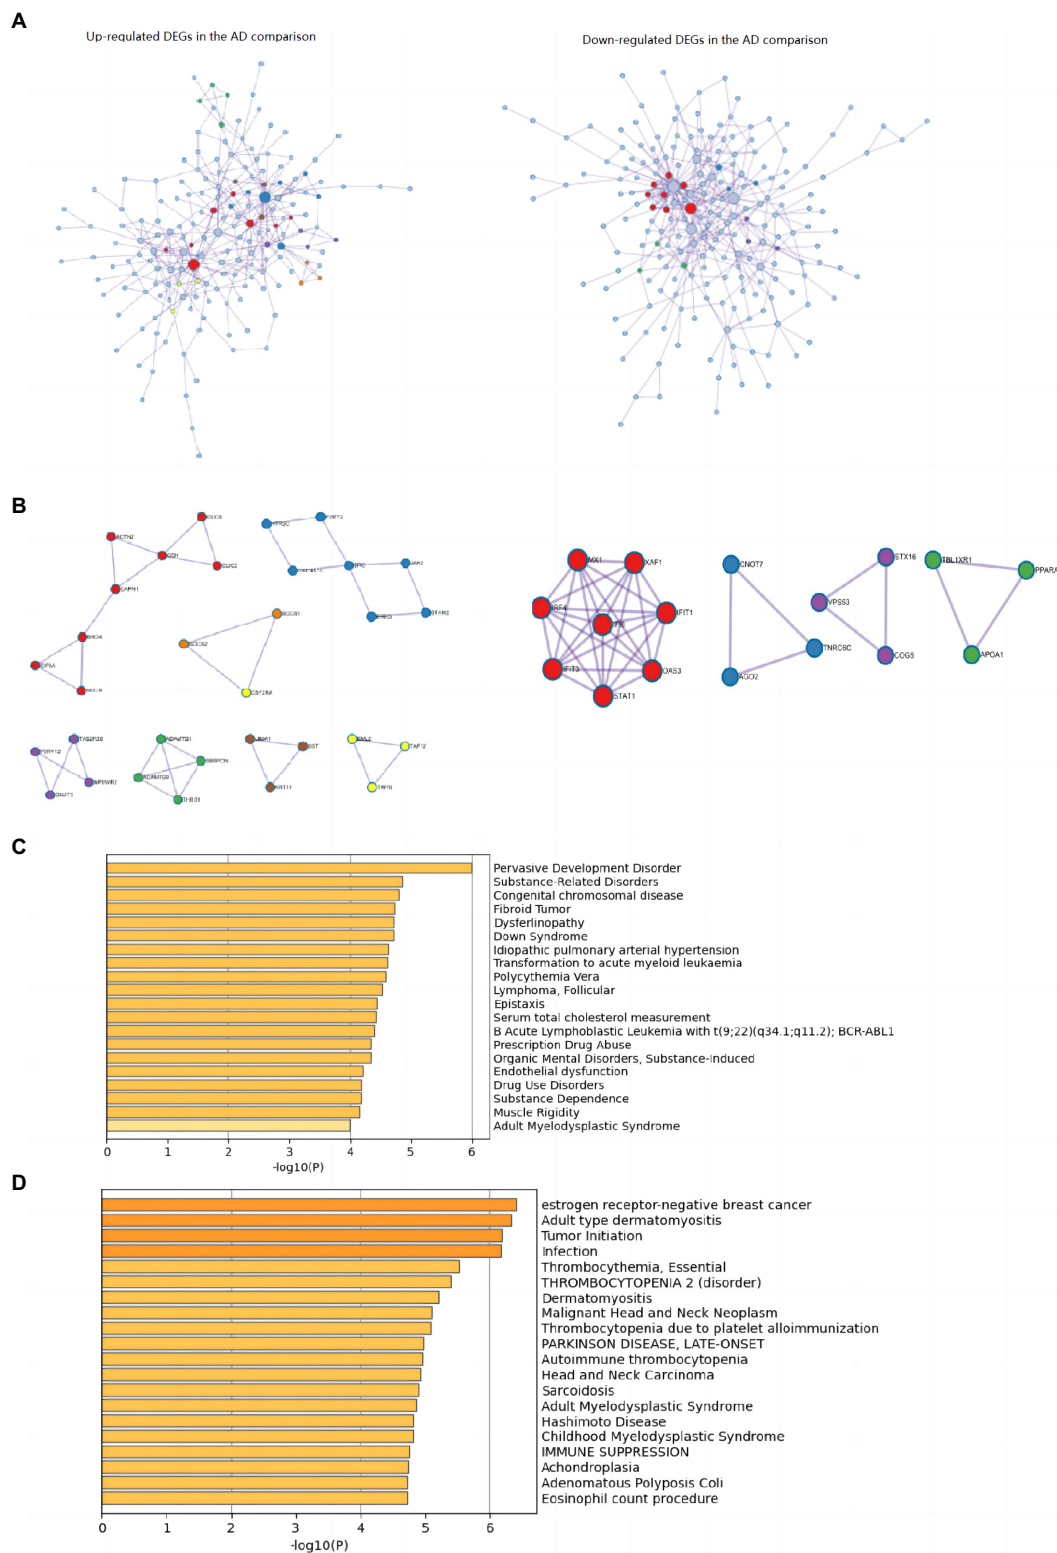 A
Up-regulated DEGs in the AD comparison
Down-regulated DEGs in the AD comparison
B
ACTN2
CAPN1
STAM2
MX1
XAF1
IFIT1
OAS3
STAT1
IFIT3
CNOT7
TNRC6C
AGO2
STX16
VPS53
COG5
TBL1XR1
PPARA
APOA1
ADAMTS1
C
Pervasive Development Disorder
Substance-Related Disorders
Congenital chromosomal disease
Fibroid Tumor
Dysferlinopathy
Down Syndrome
Idiopathic pulmonary arterial hypertension
Transformation to acute myeloid leukaemia
Polycythemia Vera
Lymphoma, Follicular
Epistaxis
Serum total cholesterol measurement
B Acute Lymphoblastic Leukemia with t(9;22)(q34.1;q11.2); BCR-ABL1
Prescription Drug Abuse
Organic Mental Disorders, Substance-Induced
Endothelial dysfunction
Drug Use Disorders
Substance Dependence
Muscle Rigidity
Adult Myelodysplastic Syndrome
0 1 2 3 4 5 6
-log10(P)
D
estrogen receptor-negative breast cancer
Adult type dermatomyositis
Tumor Initiation
Infection
Thrombocythemia, Essential
THROMBOCYTOPENIA 2 (disorder)
Dermatomyositis
Malignant Head and Neck Neoplasm
Thrombocytopenia due to platelet alloimmunization
PARKINSON DISEASE, LATE-ONSET
Autoimmune thrombocytopenia
Head and Neck Carcinoma
Sarcoidosis
Adult Myelodysplastic Syndrome
Hashimoto Disease
Childhood Myelodysplastic Syndrome
IMMUNE SUPPRESSION
Achondroplasia
Adenomatous Polyposis Coli
Eosinophil count procedure
0 1 2 3 4 5 6
-log10(P)